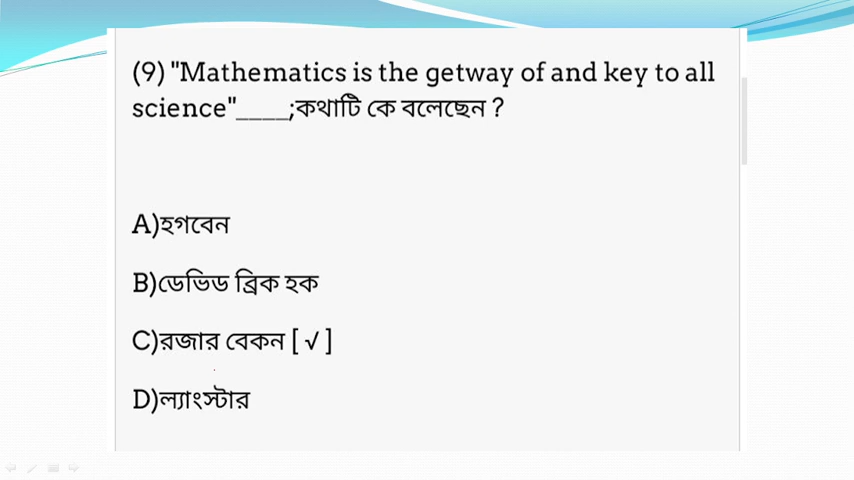 (9) "Mathematics is the getway of and key to all
science"____;কথাটি কে বলেছেন ?
A)হগবেন
B)ডেভিড ব্রিক হক
C)রজার বেকন [ √ ]
D)ল্যাংস্টার